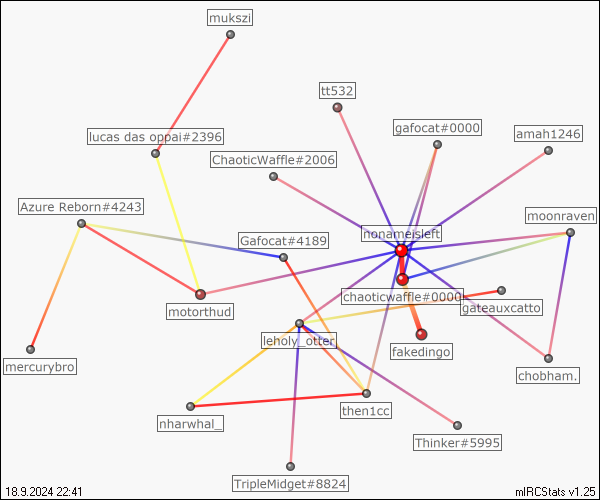 mukszi
tt532
lucas das oppai#2396
gafocat#0000
amah1246
ChaoticWaffle#2006
Azure Reborn#4243
moonraven
nonameisleft
Gafocat#4189
chaoticwaffle#0000
motorthud
gateauxcatto
leholy_otter
fakedingo
mercurybro
chobham.
then1cc
nharwhal_
Thinker#5995
TripleMidget#8824
18.9.2024 22:41
mIRCStats v1.25